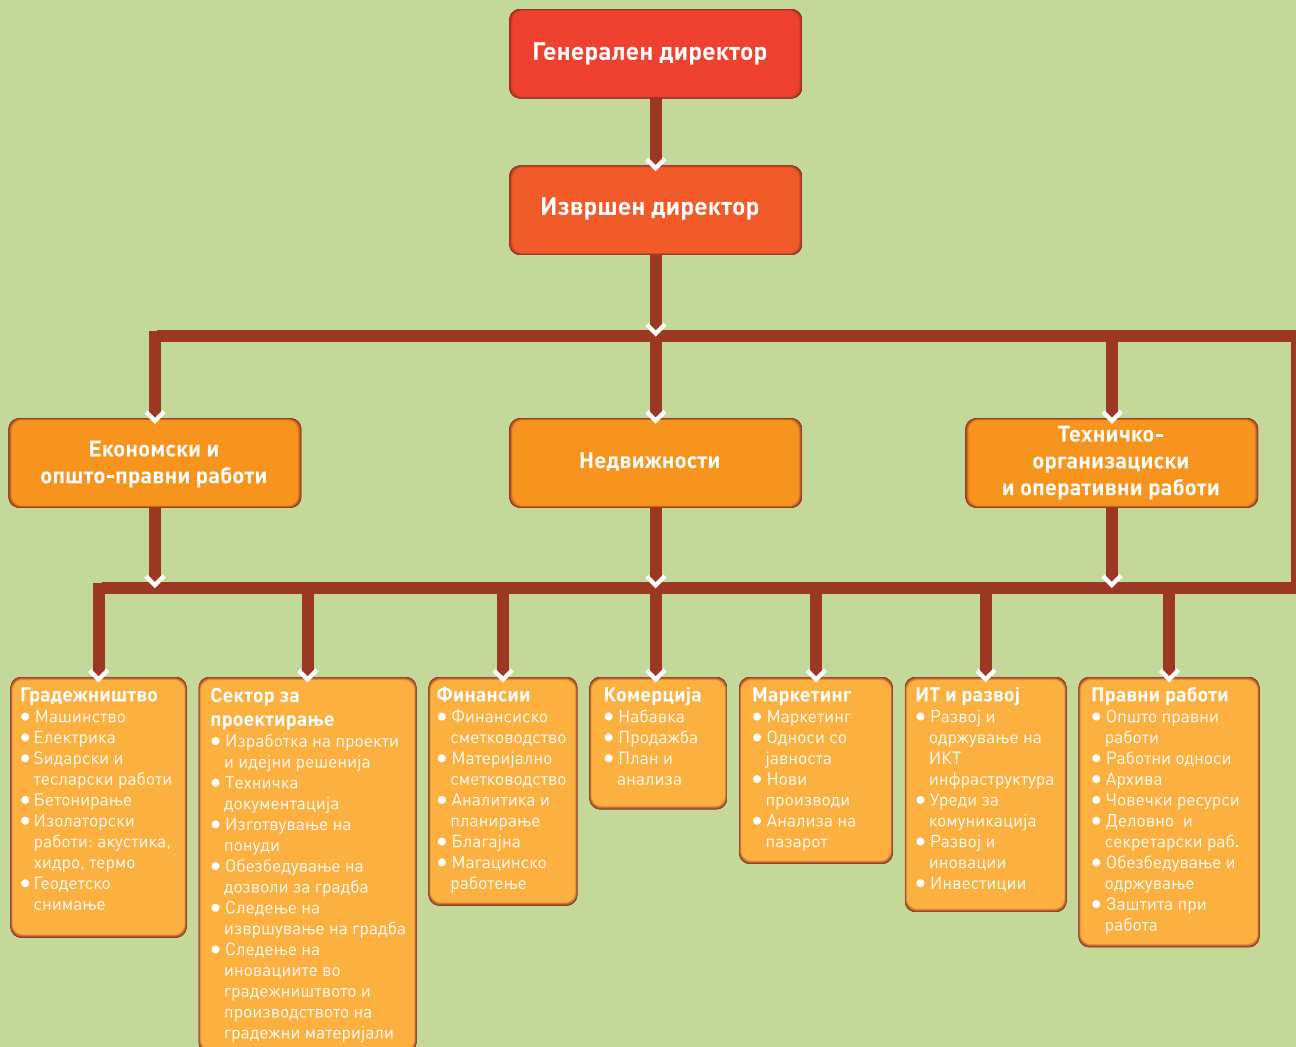 Генерален директор
Извршен директор
Економски и
општо-правни работи
Недвижности
Техничко-
организациски
и оперативни работи
Градежништво
● Машинство
● Електрика
● Ѕидарски и
тесларски работи
● Бетонирање
● Изолаторски
работи: акустика,
хидро, термо
● Геодетско
снимање
Сектор за
проектирање
● Изработка на проекти
и идејни решенија
● Техничка
документација
● Изготвување на
понуди
● Обезбедување на
дозволи за градба
● Следење на
извршување на градба
● Следење на
иновациите во
градежништвото и
производството на
градежни материјали
Финансии
● Финансиско
сметководство
● Материјално
сметководство
● Аналитика и
планирање
● Благајна
● Магацинско
работење
Комерција
● Набавка
● Продажба
● План и
анализа
Маркетинг
● Маркетинг
● Односи со
јавноста
● Нови
производи
● Анализа на
пазарот
ИТ и развој
● Развој и
одржување на
ИКТ
инфраструктура
● Уреди за
комуникација
● Развој и
иновации
● Инвестиции
Правни работи
● Општо правни
работи
● Работни односи
● Архива
● Човечки ресурси
● Деловно и
секретарски раб.
● Обезбедување и
одржување
● Заштита при
работа